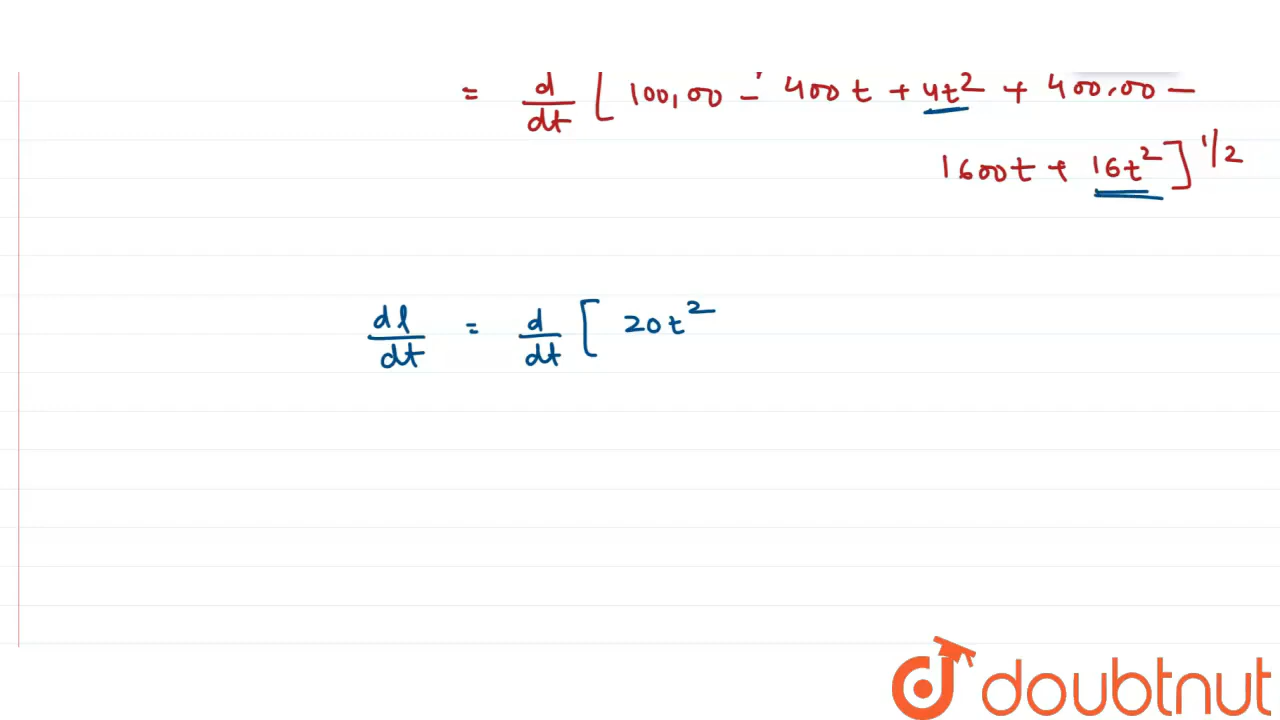 = d/dt [ 100,00 - 400t + 4t² + 400,00 -
1600t + 16t² ]^1/2
dl/dt = d/dt [ 20t²
doubtnut